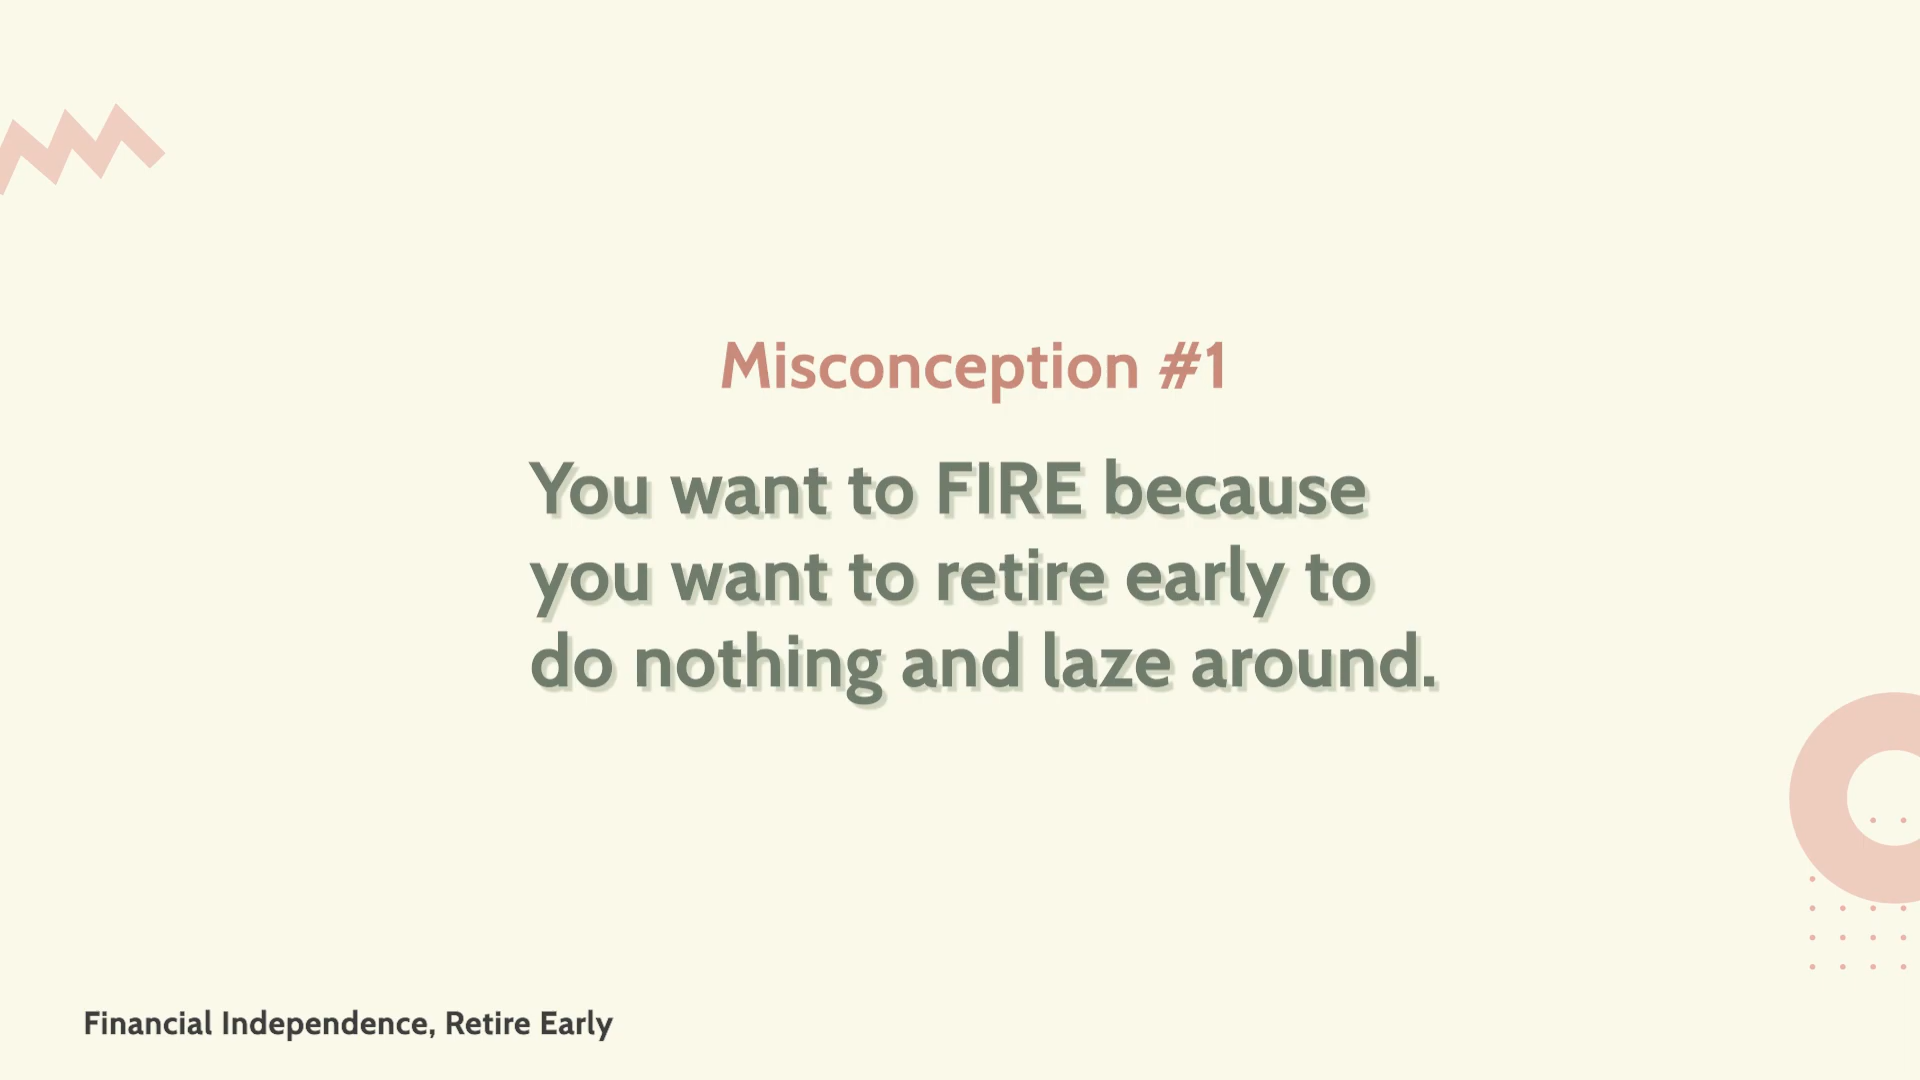 Misconception #1
You want to FIRE because
you want to retire early to
do nothing and laze around.
Financial Independence, Retire Early